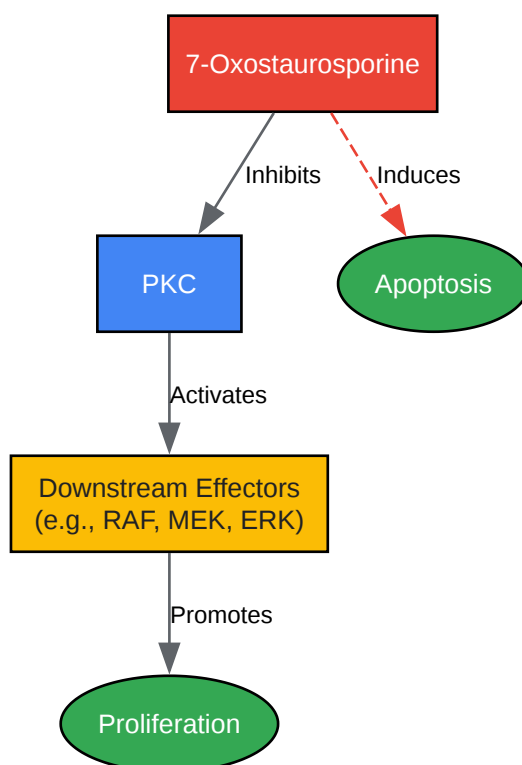 7-Oxostaurosporine
Inhibits
Induces
PKC
Apoptosis
Activates
Downstream Effectors
(e.g., RAF, MEK, ERK)
Promotes
Proliferation